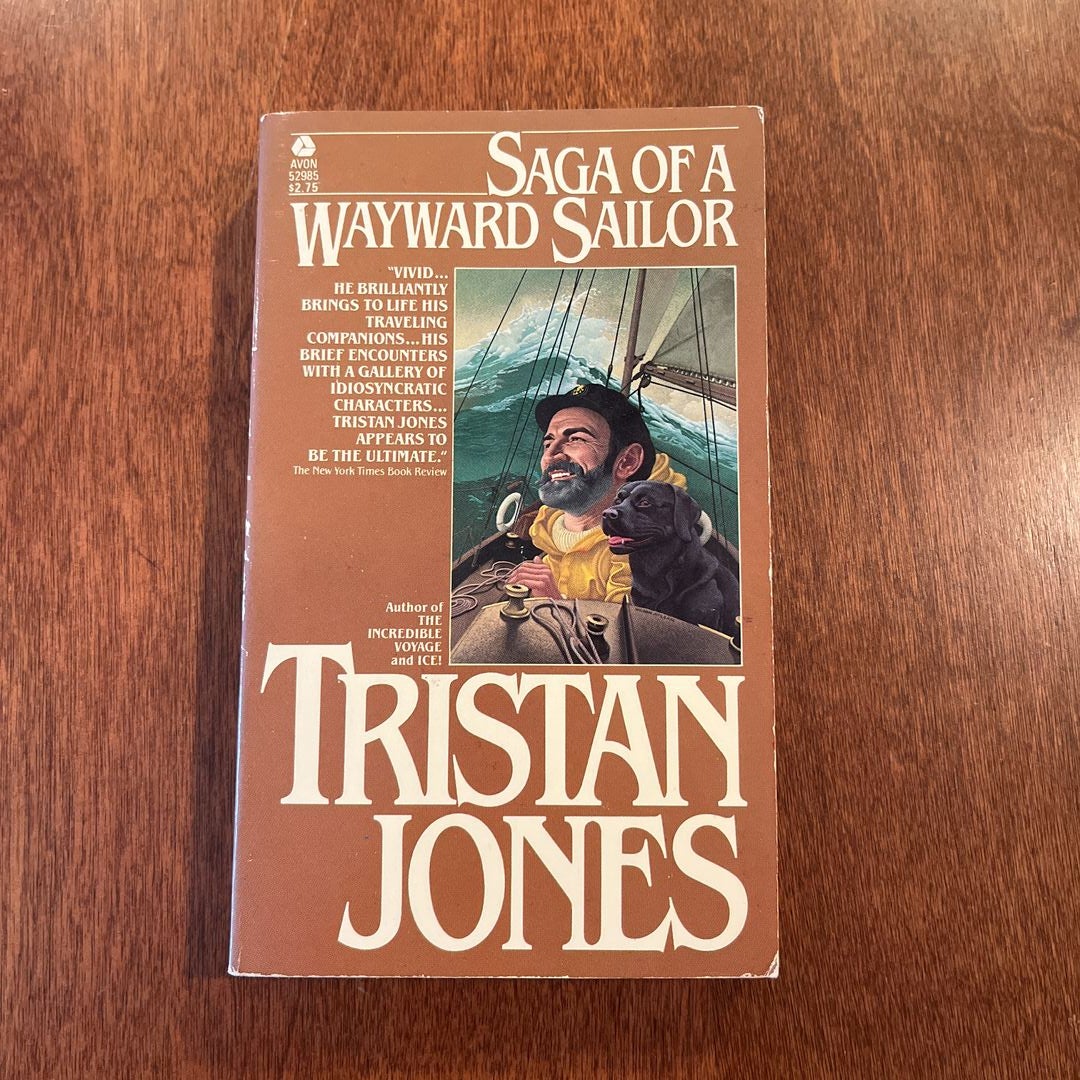 AVON
52985
$2.75
SAGA OF A
WAYWARD SAILOR
"VIVID...
HE BRILLIANTLY
BRINGS TO LIFE HIS
TRAVELING
COMPANIONS...HIS
BRIEF ENCOUNTERS
WITH A GALLERY OF
IDIOSYNCRATIC
CHARACTERS...
TRISTAN JONES
APPEARS TO
BE THE ULTIMATE."
The New York Times Book Review
Author of
THE
INCREDIBLE
VOYAGE
and ICE!
TRISTAN
JONES